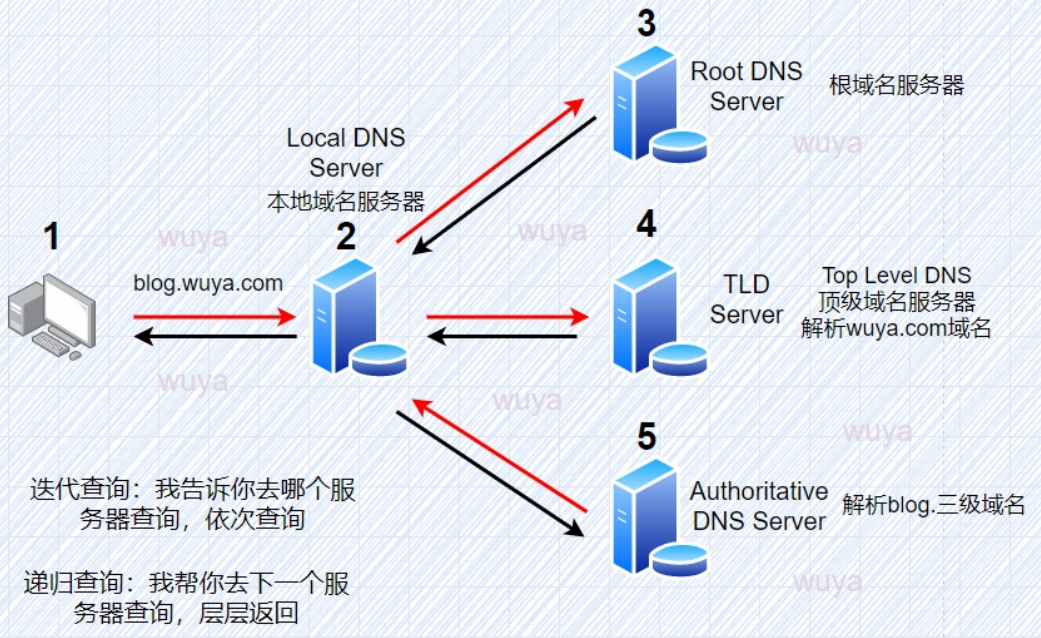 3
Root DNS
Server
根域名服务器
wuya
Local DNS
Server
本地域名服务器
1
wuya
2
wuya
4
blog.wuya.com
TLD
Server
Top Level DNS
顶级域名服务器
解析wuya.com域名
wuya
wuya
wuya
5
迭代查询：我告诉你去哪个服
务器查询，依次查询
Authoritative
DNS Server
解析blog.三级域名
递归查询：我帮你去下一个服
务器查询，层层返回
wuya